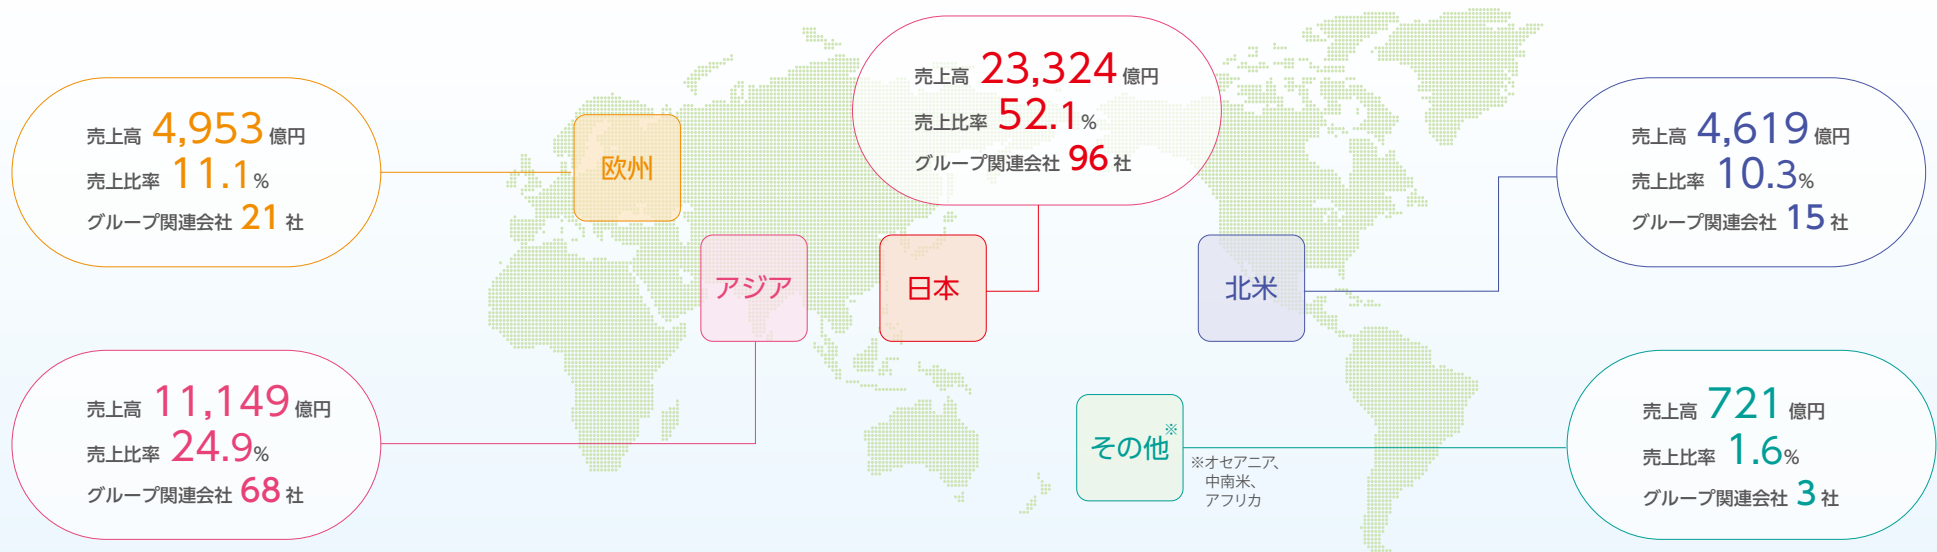 売上高 4,953 億円
売上比率 11.1%
グループ関連会社 21 社
欧州
売上高 23,324 億円
売上比率 52.1%
グループ関連会社 96 社
日本
売上高 4,619 億円
売上比率 10.3%
グループ関連会社 15 社
北米
売上高 11,149 億円
売上比率 24.9%
グループ関連会社 68 社
アジア
その他※
※オセアニア、
中南米、
アフリカ
売上高 721 億円
売上比率 1.6%
グループ関連会社 3 社